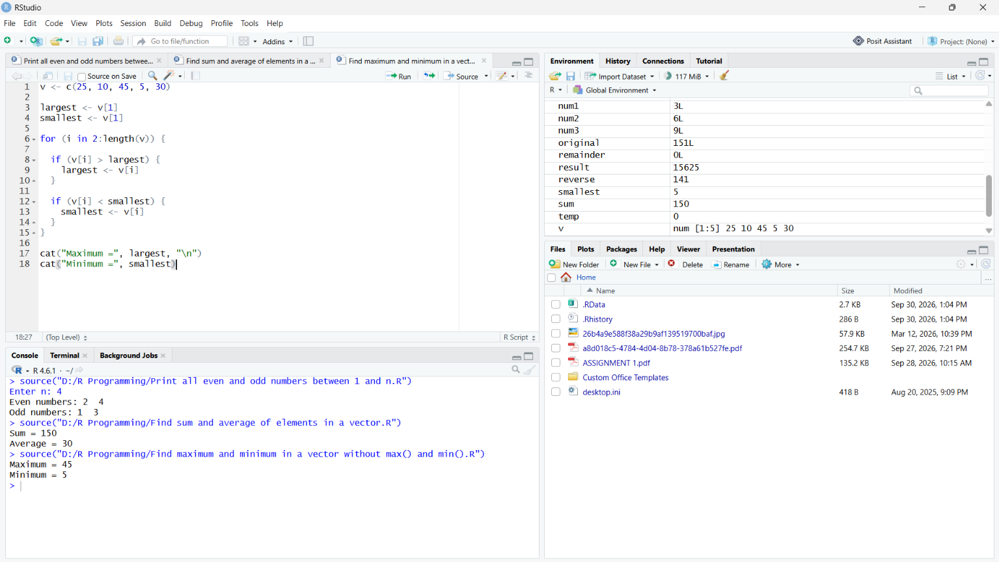 RStudio
File Edit Code View Plots Session Build Debug Profile Tools Help
Go to file/function Addins Posit Assistant Project: (None)
Print all even and odd numbers betwee... Find sum and average of elements in a ... Find maximum and minimum in a vect...
Source on Save Run Source
1 v <- c(25, 10, 45, 5, 30)
2
3 largest <- v[1]
4 smallest <- v[1]
5
6 for (i in 2:length(v)) {
7
8 if (v[i] > largest) {
9 largest <- v[i]
10 }
11
12 if (v[i] < smallest) {
13 smallest <- v[i]
14 }
15 }
16
17 cat("Maximum =", largest, "\n")
18 cat("Minimum =", smallest)
18:27 (Top Level) R Script
Console Terminal Background Jobs
R 4.6.1 · ~/
> source("D:/R Programming/Print all even and odd numbers between 1 and n.R")
Enter n: 4
Even numbers: 2 4
Odd numbers: 1 3
> source("D:/R Programming/Find sum and average of elements in a vector.R")
Sum = 150
Average = 30
> source("D:/R Programming/Find maximum and minimum in a vector without max() and min().R")
Maximum = 45
Minimum = 5
>
Environment History Connections Tutorial
Import Dataset 117 MiB List
R Global Environment
num1 3L
num2 6L
num3 9L
original 151L
remainder 0L
result 15625
reverse 141
smallest 5
sum 150
temp 0
v num [1:5] 25 10 45 5 30
Files Plots Packages Help Viewer Presentation
New Folder New File Delete Rename More
Home ...
Name Size Modified
.RData 2.7 KB Sep 30, 2026, 1:04 PM
.Rhistory 286 B Sep 30, 2026, 1:04 PM
26b4a9e588f38a29b9af139519700baf.jpg 57.9 KB Mar 12, 2026, 10:39 PM
a8d018c5-4784-4d04-8b78-378a61b527fe.pdf 254.7 KB Sep 27, 2026, 7:21 PM
ASSIGNMENT 1.pdf 135.2 KB Sep 28, 2026, 10:15 AM
Custom Office Templates
desktop.ini 418 B Aug 20, 2025, 9:09 PM